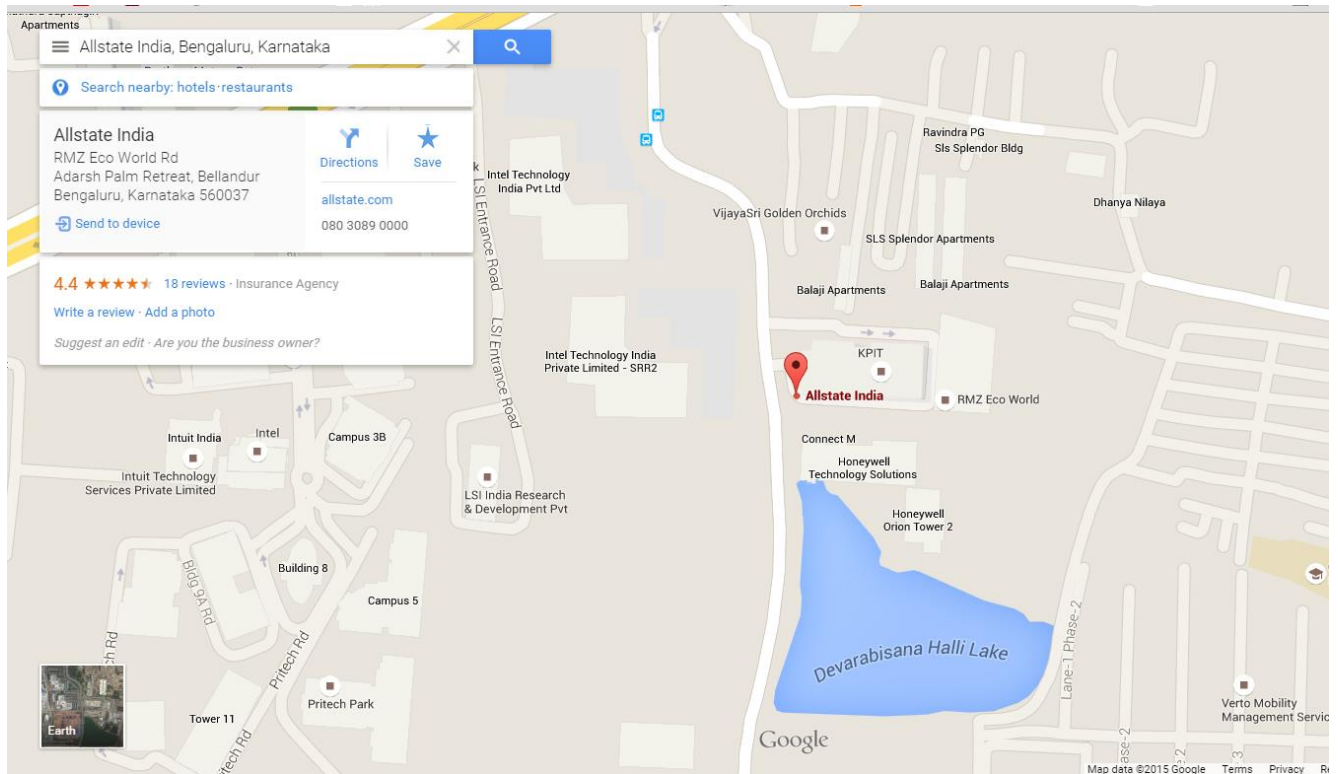 Apartments
Allstate India, Bengaluru, Karnataka
Search nearby: hotels · restaurants
Allstate India
RMZ Eco World Rd
Adarsh Palm Retreat, Bellandur
Bengaluru, Karnataka 560037
Send to device
Directions
Save
allstate.com
080 3089 0000
4.4
18 reviews · Insurance Agency
Write a review · Add a photo
Suggest an edit · Are you the business owner?
LSI Entrance Road
LSI Entrance Road
LSI Entrance Road
Intel Technology
India Pvt Ltd
Ravindra PG
Sls Splendor Bldg
Dhanya Nilaya
VijayaSri Golden Orchids
SLS Splendor Apartments
Balaji Apartments
Balaji Apartments
Intel Technology India
Private Limited - SRR2
KPIT
Allstate India
RMZ Eco World
Connect M
Honeywell
Technology Solutions
Honeywell
Orion Tower 2
Intuit India
Intel
Campus 3B
Intuit Technology
Services Private Limited
LSI India Research
& Development Pvt
Building 8
Bldg 9A Rd
Campus 5
Pritech Rd
Pritech Park
Tower 11
Earth
Devarabisana Halli Lake
Lane-1 Phase-2
Verto Mobility
Management Servic
Google
Map data ©2015 Google
Terms
Privacy